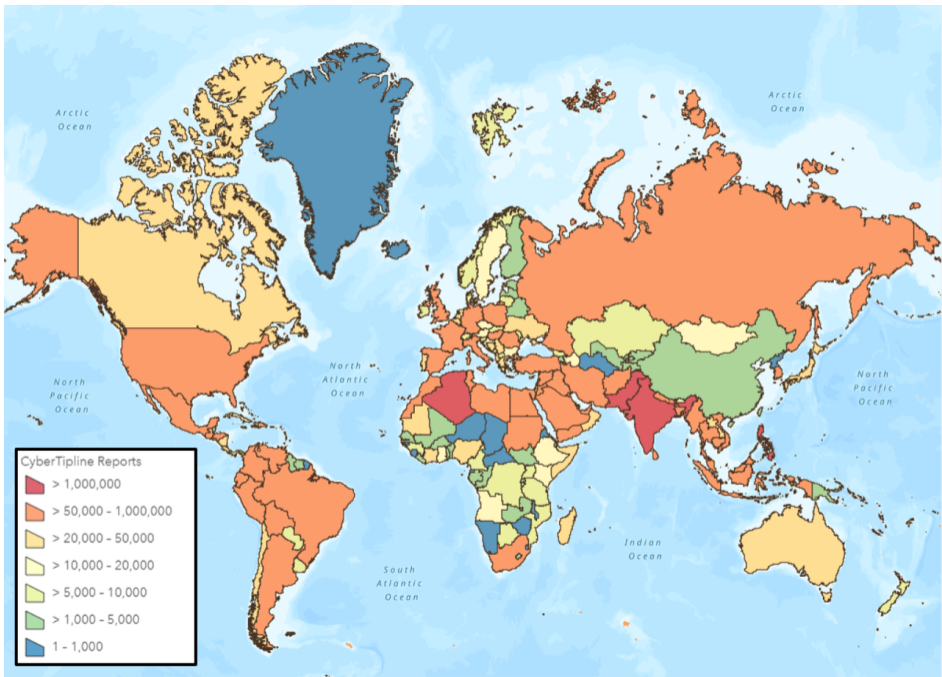 Arctic
Ocean
Arctic
Ocean
North
Pacific
Ocean
North
Atlantic
Ocean
North
Pacific
Ocean
CyberTipline Reports
> 1,000,000
> 50,000 - 1,000,000
> 20,000 - 50,000
> 10,000 - 20,000
> 5,000 - 10,000
> 1,000 - 5,000
1 - 1,000
South
Atlantic
Ocean
Indian
Ocean